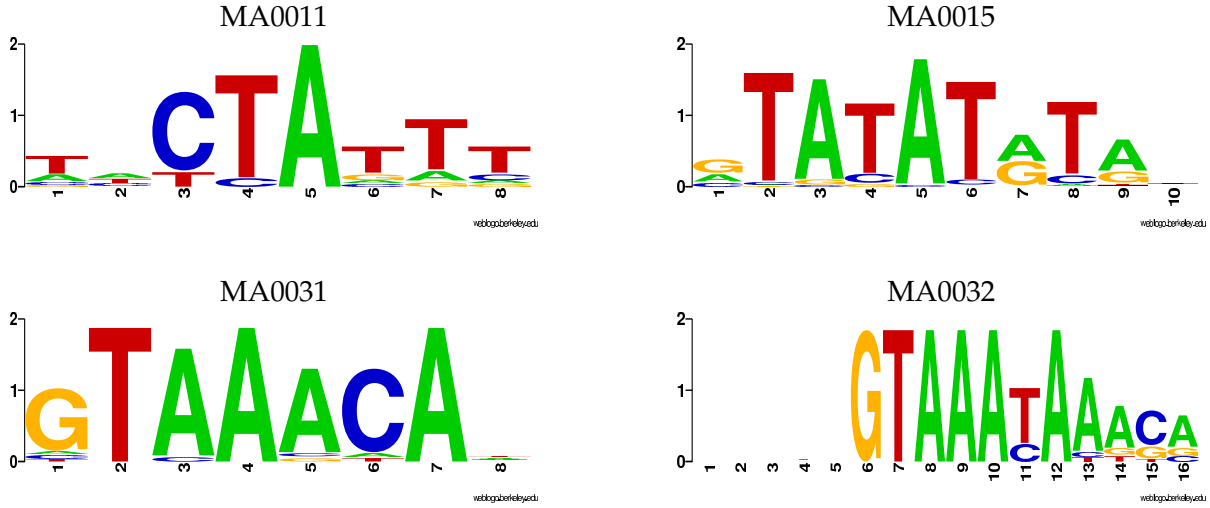 MA0011
2
1
0
T A C G
T A C
C T
T C
A
T G A C
T A G
T C A G
1 2 3 4 5 6 7 8
weblogo.berkeley.edu
MA0015
2
1
0
G A C
T
A G
T C G
A
T C
A G
T C
A G
1 2 3 4 5 6 7 8 9 10
weblogo.berkeley.edu
MA0031
2
1
0
G
T
A
A
A
C
A
1 2 3 4 5 6 7 8
weblogo.berkeley.edu
MA0032
2
1
0
G
T
A
A
A
T C
A
A C T
A G T
C G
A G C
1 2 3 4 5 6 7 8 9 10 11 12 13 14 15 16
weblogo.berkeley.edu